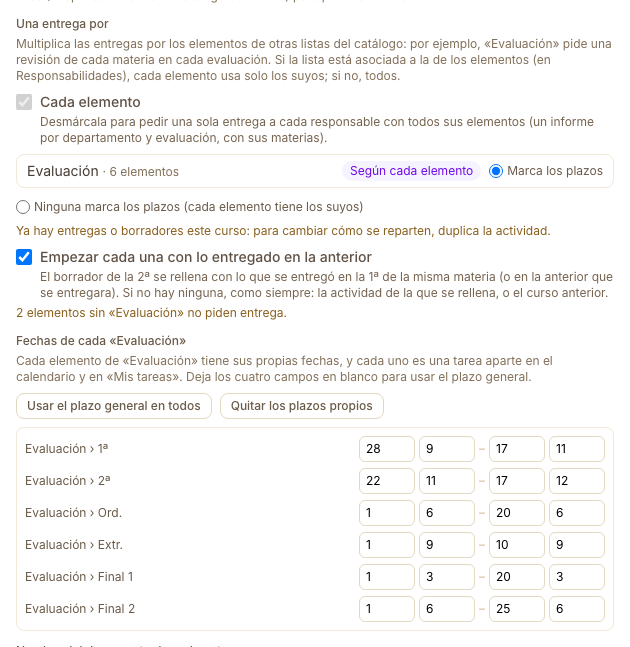 Una entrega por
Multiplica las entregas por los elementos de otras listas del catálogo: por ejemplo, «Evaluación» pide una
revisión de cada materia en cada evaluación. Si la lista está asociada a la de los elementos (en
Responsabilidades), cada elemento usa solo los suyos; si no, todos.
Cada elemento
Desmárcala para pedir una sola entrega a cada responsable con todos sus elementos (un informe
por departamento y evaluación, con sus materias).
Evaluación · 6 elementos Según cada elemento Marca los plazos
Ninguna marca los plazos (cada elemento tiene los suyos)
Ya hay entregas o borradores este curso: para cambiar cómo se reparten, duplica la actividad.
Empezar cada una con lo entregado en la anterior
El borrador de la 2ª se rellena con lo que se entregó en la 1ª de la misma materia (o en la anterior que
se entregara). Si no hay ninguna, como siempre: la actividad de la que se rellena, o el curso anterior.
2 elementos sin «Evaluación» no piden entrega.
Fechas de cada «Evaluación»
Cada elemento de «Evaluación» tiene sus propias fechas, y cada uno es una tarea aparte en el
calendario y en «Mis tareas». Deja los cuatro campos en blanco para usar el plazo general.
Usar el plazo general en todos Quitar los plazos propios
Evaluación › 1ª 28 9 – 17 11
Evaluación › 2ª 22 11 – 17 12
Evaluación › Ord. 1 6 – 20 6
Evaluación › Extr. 1 9 – 10 9
Evaluación › Final 1 1 3 – 20 3
Evaluación › Final 2 1 6 – 25 6